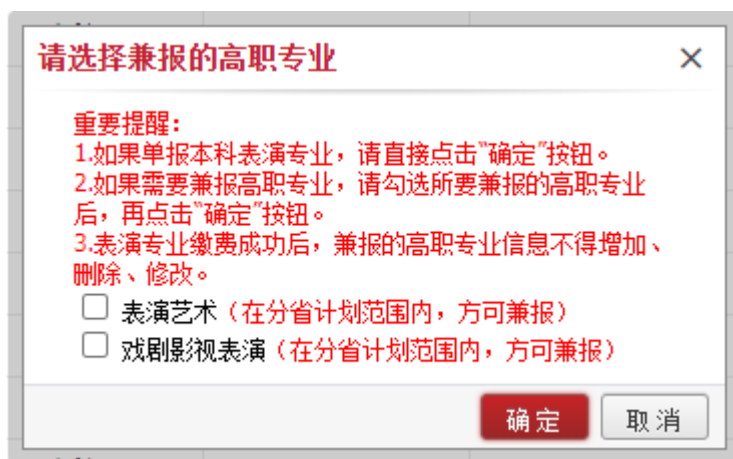 请选择兼报的高职专业
重要提醒：
1.如果单报本科表演专业，请直接点击"确定"按钮。
2.如果需要兼报高职专业，请勾选所要兼报的高职专业
后，再点击"确定"按钮。
3.表演专业缴费成功后，兼报的高职专业信息不得增加、
删除、修改。
表演艺术（在分省计划范围内，方可兼报）
戏剧影视表演（在分省计划范围内，方可兼报）
确定 取消